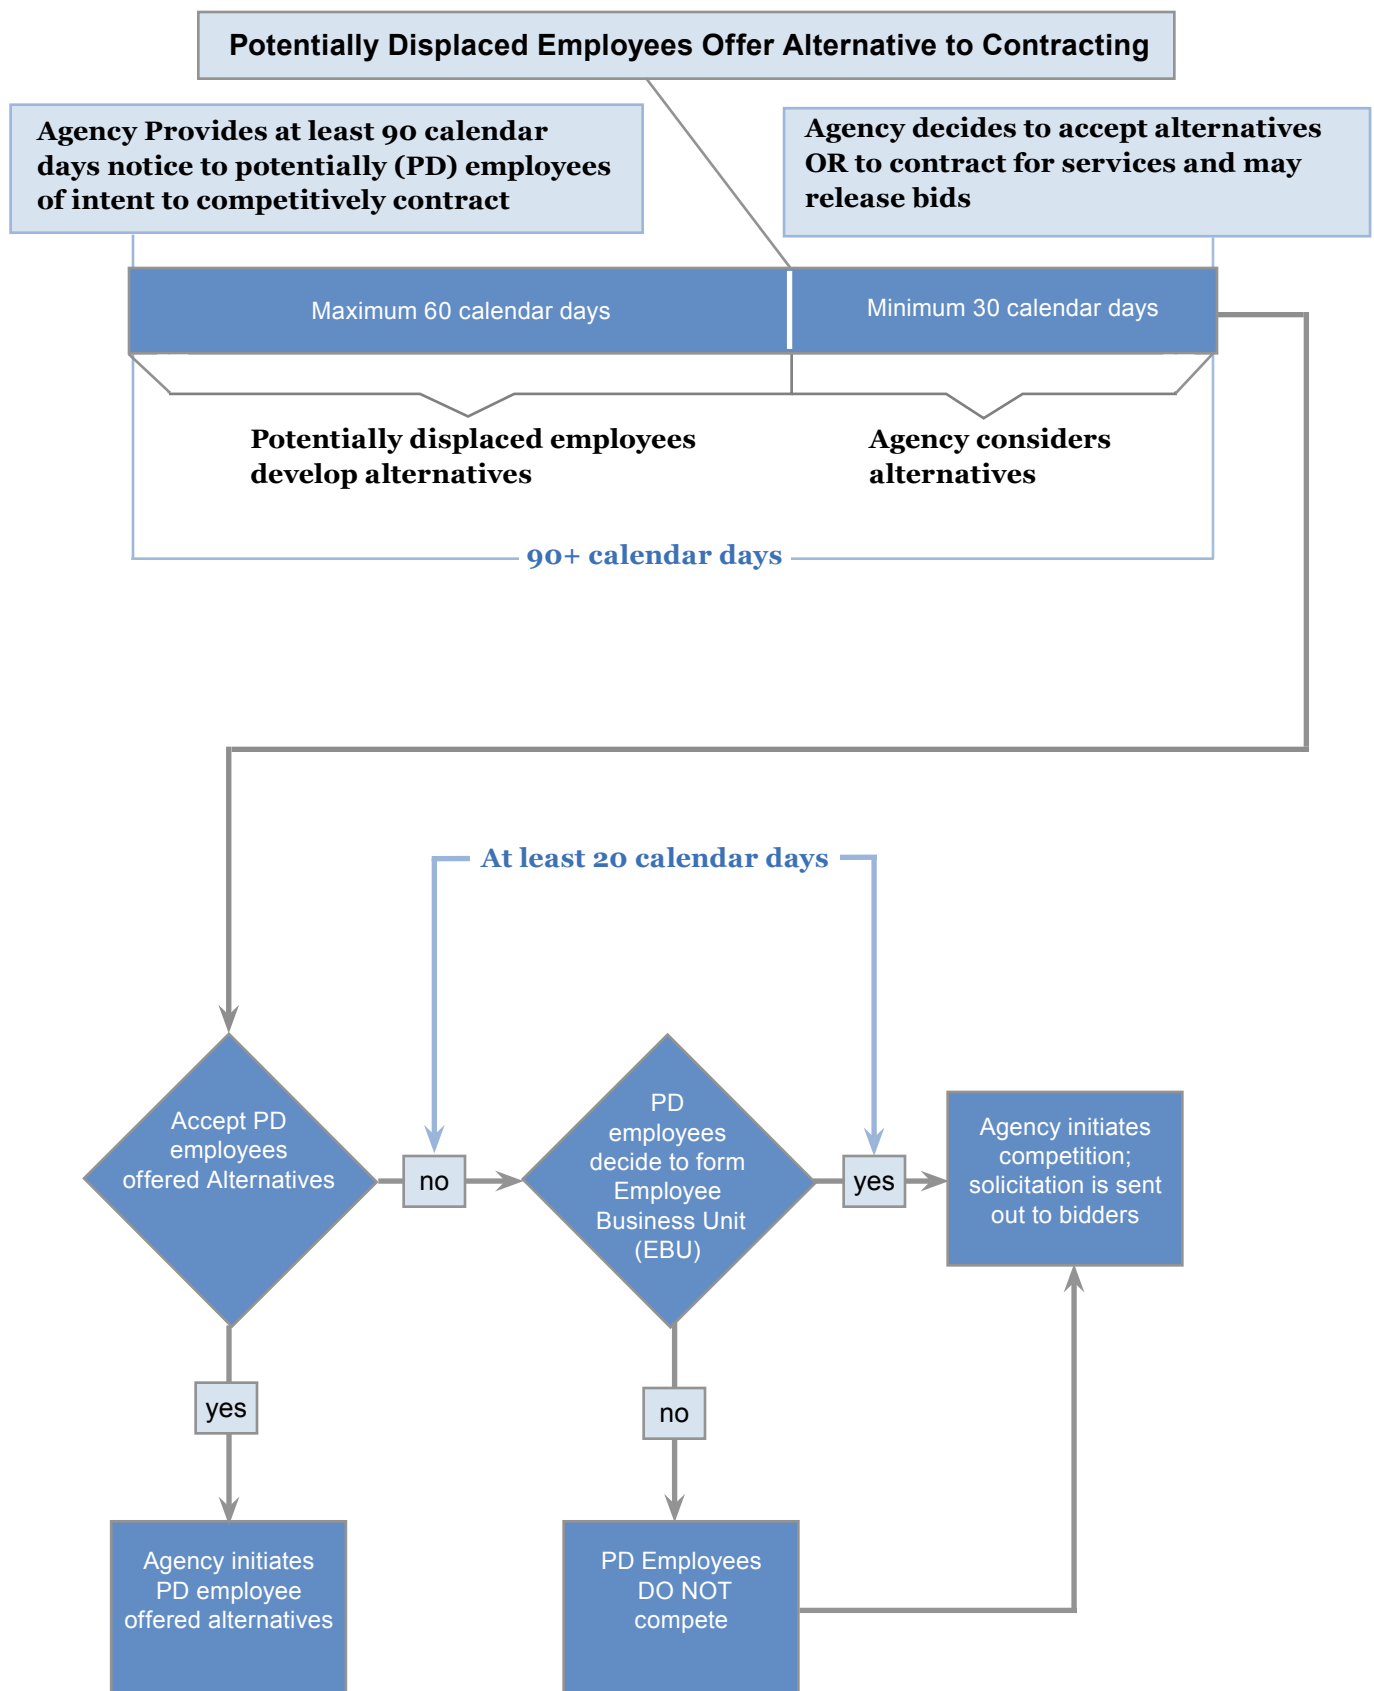 Potentially Displaced Employees Offer Alternative to Contracting
Agency Provides at least 90 calendar
days notice to potentially (PD) employees
of intent to competitively contract
Agency decides to accept alternatives
OR to contract for services and may
release bids
Maximum 60 calendar days
Minimum 30 calendar days
Potentially displaced employees
develop alternatives
Agency considers
alternatives
90+ calendar days
At least 20 calendar days
Accept PD
employees
offered Alternatives
no
PD
employees
decide to form
Employee
Business Unit
(EBU)
yes
Agency initiates
competition;
solicitation is sent
out to bidders
yes
no
Agency initiates
PD employee
offered alternatives
PD Employees
DO NOT
compete